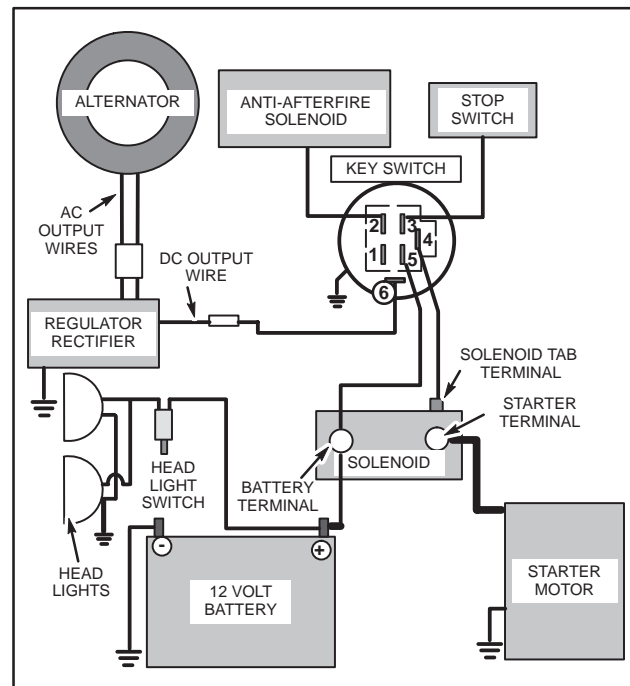 ALTERNATOR
ANTI-AFTERFIRE
SOLENOID
STOP
SWITCH
KEY SWITCH
AC
OUTPUT
WIRES
2
3
4
1
5
6
DC OUTPUT
WIRE
REGULATOR
RECTIFIER
SOLENOID TAB
TERMINAL
STARTER
TERMINAL
SOLENOID
HEAD
LIGHT
SWITCH
BATTERY
TERMINAL
HEAD
LIGHTS
-
+
12 VOLT
BATTERY
STARTER
MOTOR